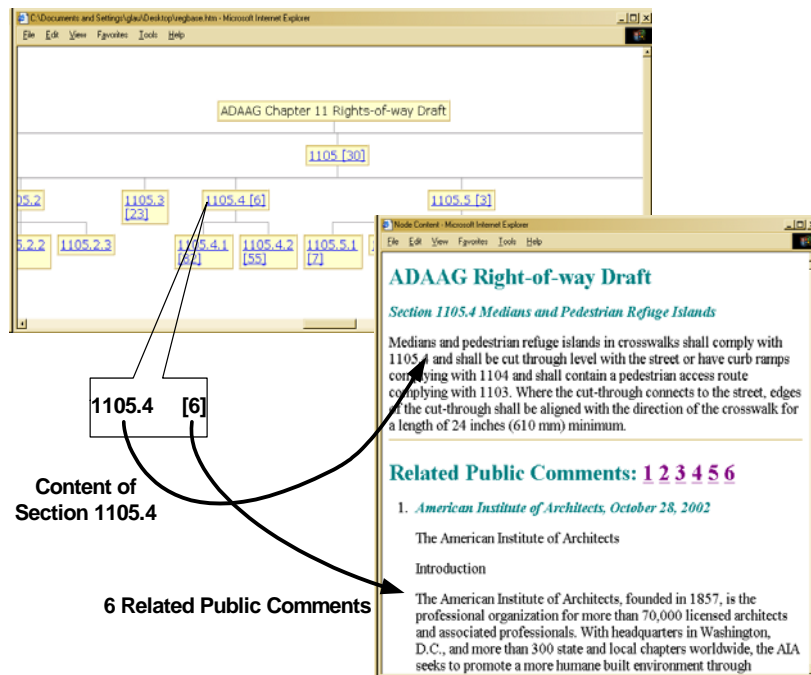 C:\Documents and Settings\glau\Desktop\regbase.htm - Microsoft Internet Explorer
File Edit View Favorites Tools Help
ADAAG Chapter 11 Rights-of-way Draft
1105 [30]
05.2
1105.3
[23]
1105.4 [6]
1105.5 [3]
5.2.2
1105.2.3
1105.4.1
[82]
1105.4.2
[55]
1105.5.1
[7]
Node Content - Microsoft Internet Explorer
File Edit View Favorites Tools Help
ADAAG Right-of-way Draft
Section 1105.4 Medians and Pedestrian Refuge Islands
Medians and pedestrian refuge islands in crosswalks shall comply with
1105.4 and shall be cut through level with the street or have curb ramps
complying with 1104 and shall contain a pedestrian access route
complying with 1103. Where the cut-through connects to the street, edges
of the cut-through shall be aligned with the direction of the crosswalk for
a length of 24 inches (610 mm) minimum.
Related Public Comments: 1 2 3 4 5 6
1. American Institute of Architects, October 28, 2002
The American Institute of Architects
Introduction
The American Institute of Architects, founded in 1857, is the
professional organization for more than 70,000 licensed architects
and associated professionals. With headquarters in Washington,
D.C., and more than 300 state and local chapters worldwide, the AIA
seeks to promote a more humane built environment through
1105.4 [6]
Content of
Section 1105.4
6 Related Public Comments